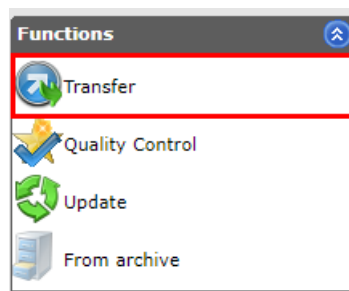 Functions
Transfer
Quality Control
Update
From archive